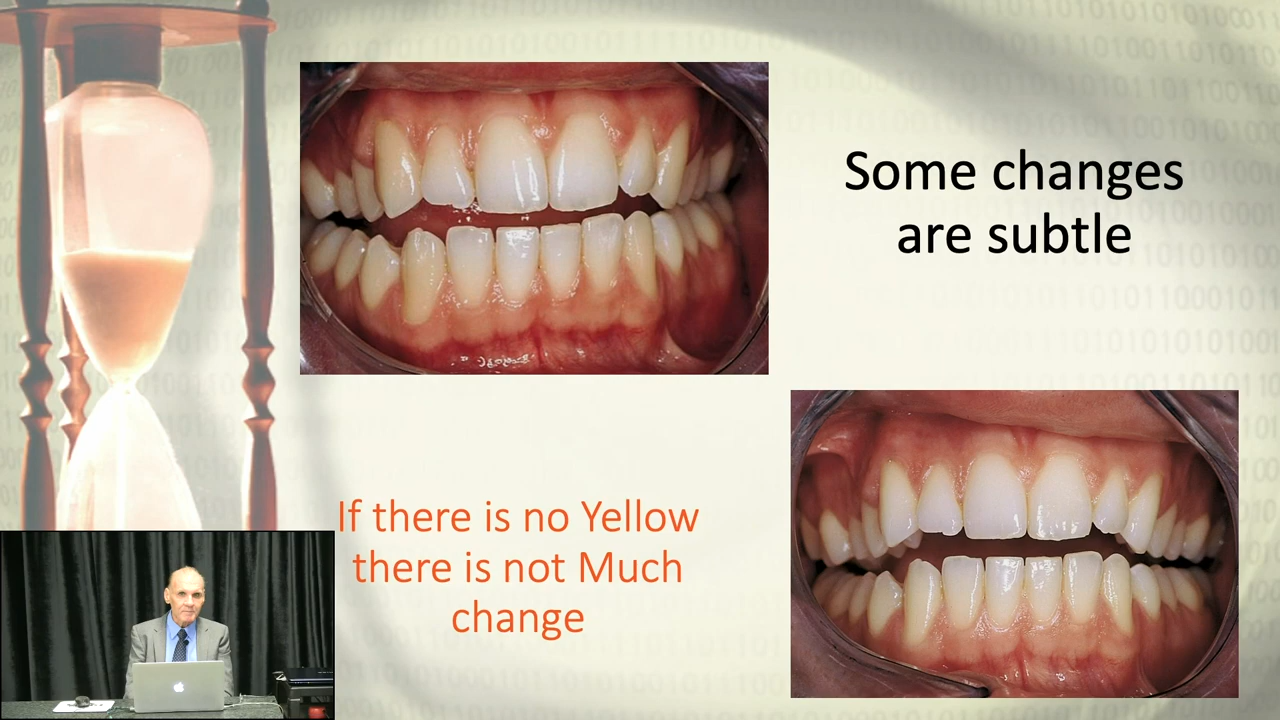 Some changes
are subtle
If there is no Yellow
there is not Much
change